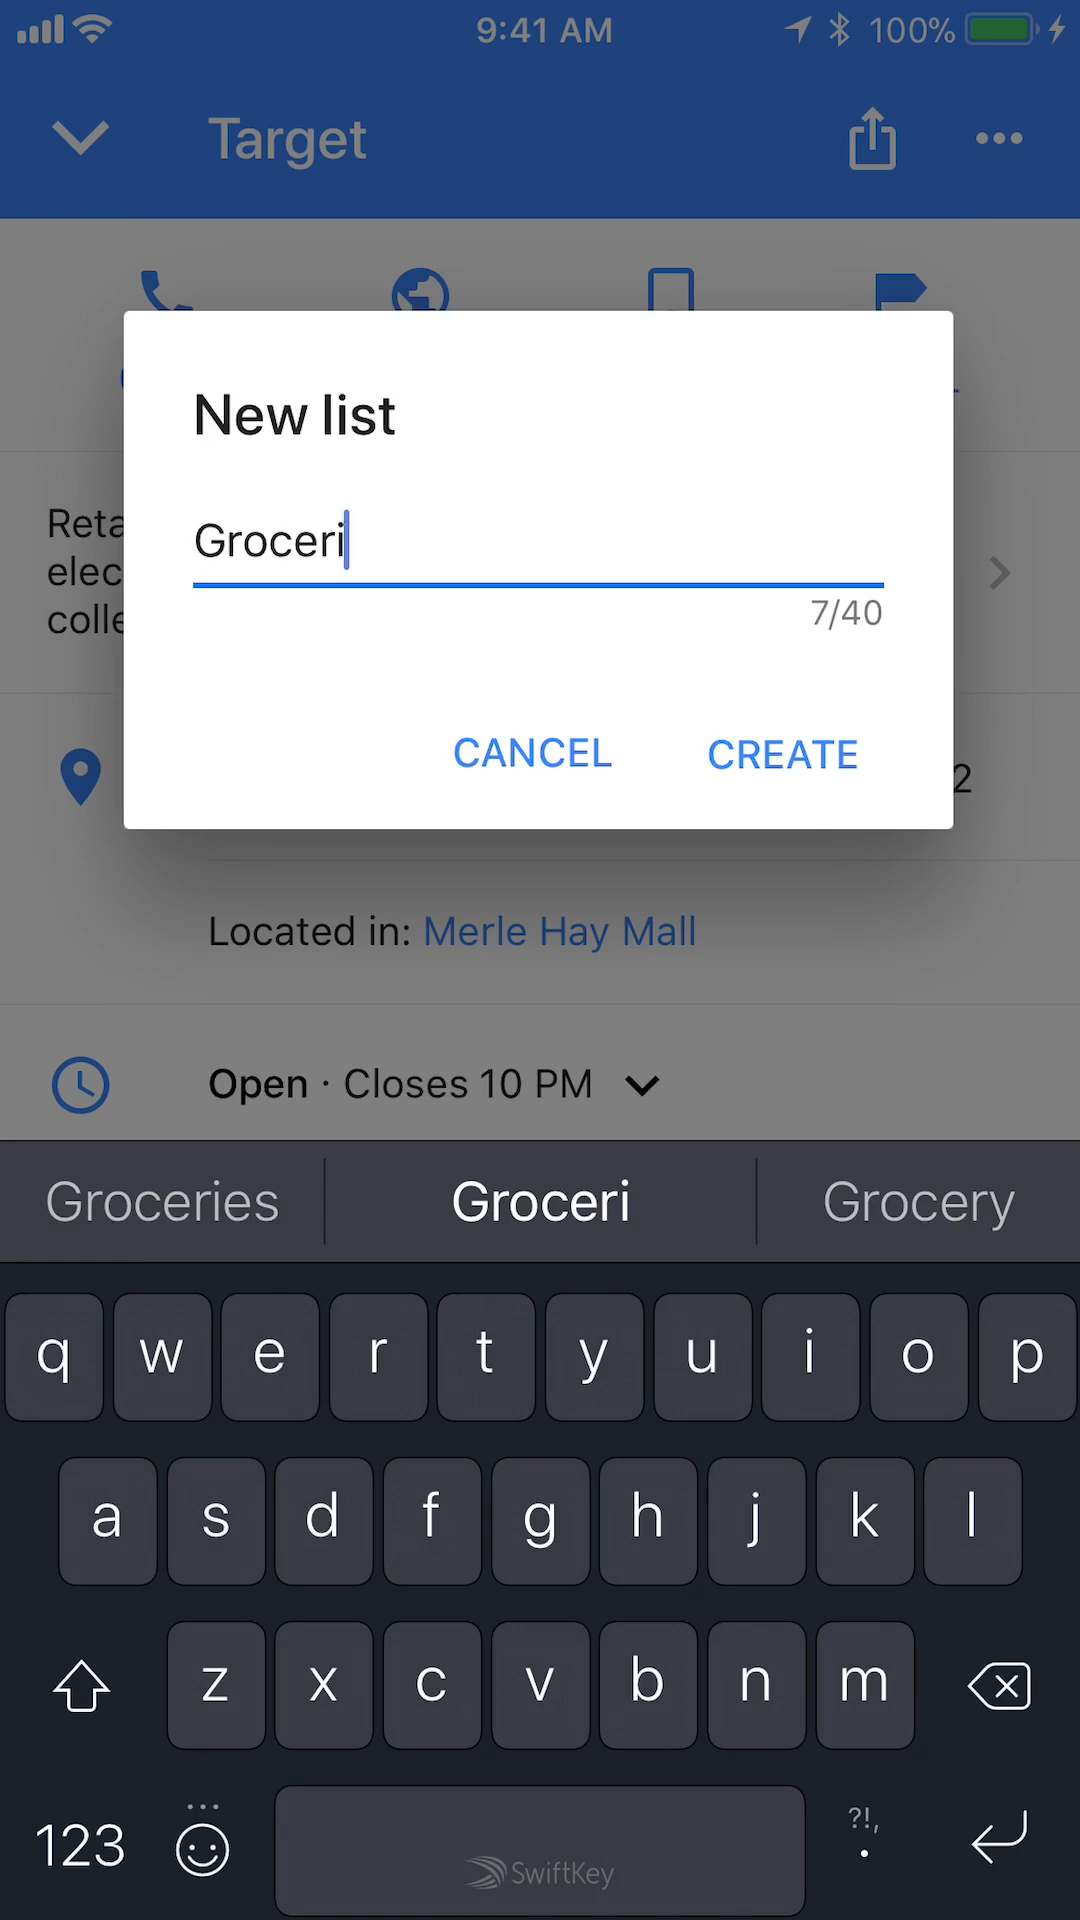 9:41 AM 100%
Target
New list
Groceri
7/40
CANCEL CREATE
Located in: Merle Hay Mall
Open · Closes 10 PM
Groceries Groceri Grocery
q w e r t y u i o p
a s d f g h j k l
z x c v b n m
123 ?!, .
SwiftKey